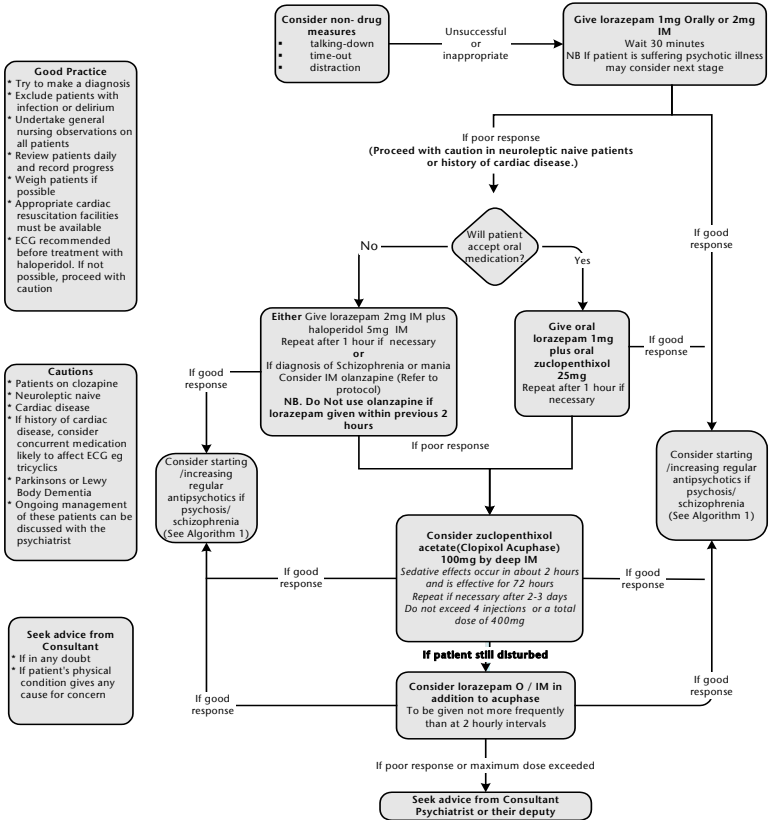 Consider non- drug
measures
▪ talking-down
▪ time-out
▪ distraction
Unsuccessful
or
inappropriate
Give lorazepam 1mg Orally or 2mg
IM
Wait 30 minutes
NB If patient is suffering psychotic illness
may consider next stage
Good Practice
* Try to make a diagnosis
* Exclude patients with
infection or delirium
* Undertake general
nursing observations on
all patients
* Review patients daily
and record progress
* Weigh patients if
possible
* Appropriate cardiac
resuscitation facilities
must be available
* ECG recommended
before treatment with
haloperidol. If not
possible, proceed with
caution
If poor response
(Proceed with caution in neuroleptic naive patients
or history of cardiac disease.)
If good
response
Will patient
accept oral
medication?
No
Yes
Either Give lorazepam 2mg IM plus
haloperidol 5mg IM
Repeat after 1 hour if necessary
or
If diagnosis of Schizophrenia or mania
Consider IM olanzapine (Refer to
protocol)
NB. Do Not use olanzapine if
lorazepam given within previous 2
hours
Give oral
lorazepam 1mg
plus oral
zuclopenthixol
25mg
Repeat after 1 hour if
necessary
If good
response
If good
response
Cautions
* Patients on clozapine
* Neuroleptic naive
* Cardiac disease
* If history of cardiac
disease, consider
concurrent medication
likely to affect ECG eg
tricyclics
* Parkinsons or Lewy
Body Dementia
* Ongoing management
of these patients can be
discussed with the
psychiatrist
If poor response
Consider starting
/increasing
regular
antipsychotics if
psychosis/
schizophrenia
(See Algorithm 1)
Consider starting
/increasing regular
antipsychotics if
psychosis/
schizophrenia
(See Algorithm 1)
Consider zuclopenthixol
acetate(Clopixol Acuphase)
100mg by deep IM
Sedative effects occur in about 2 hours
and is effective for 72 hours
Repeat if necessary after 2-3 days
Do not exceed 4 injections or a total
dose of 400mg
If good
response
If good
response
Seek advice from
Consultant
* If in any doubt
* If patient's physical
condition gives any
cause for concern
If patient still disturbed
Consider lorazepam O / IM in
addition to acuphase
To be given not more frequently
than at 2 hourly intervals
If good
response
If good
response
If poor response or maximum dose exceeded
Seek advice from Consultant
Psychiatrist or their deputy